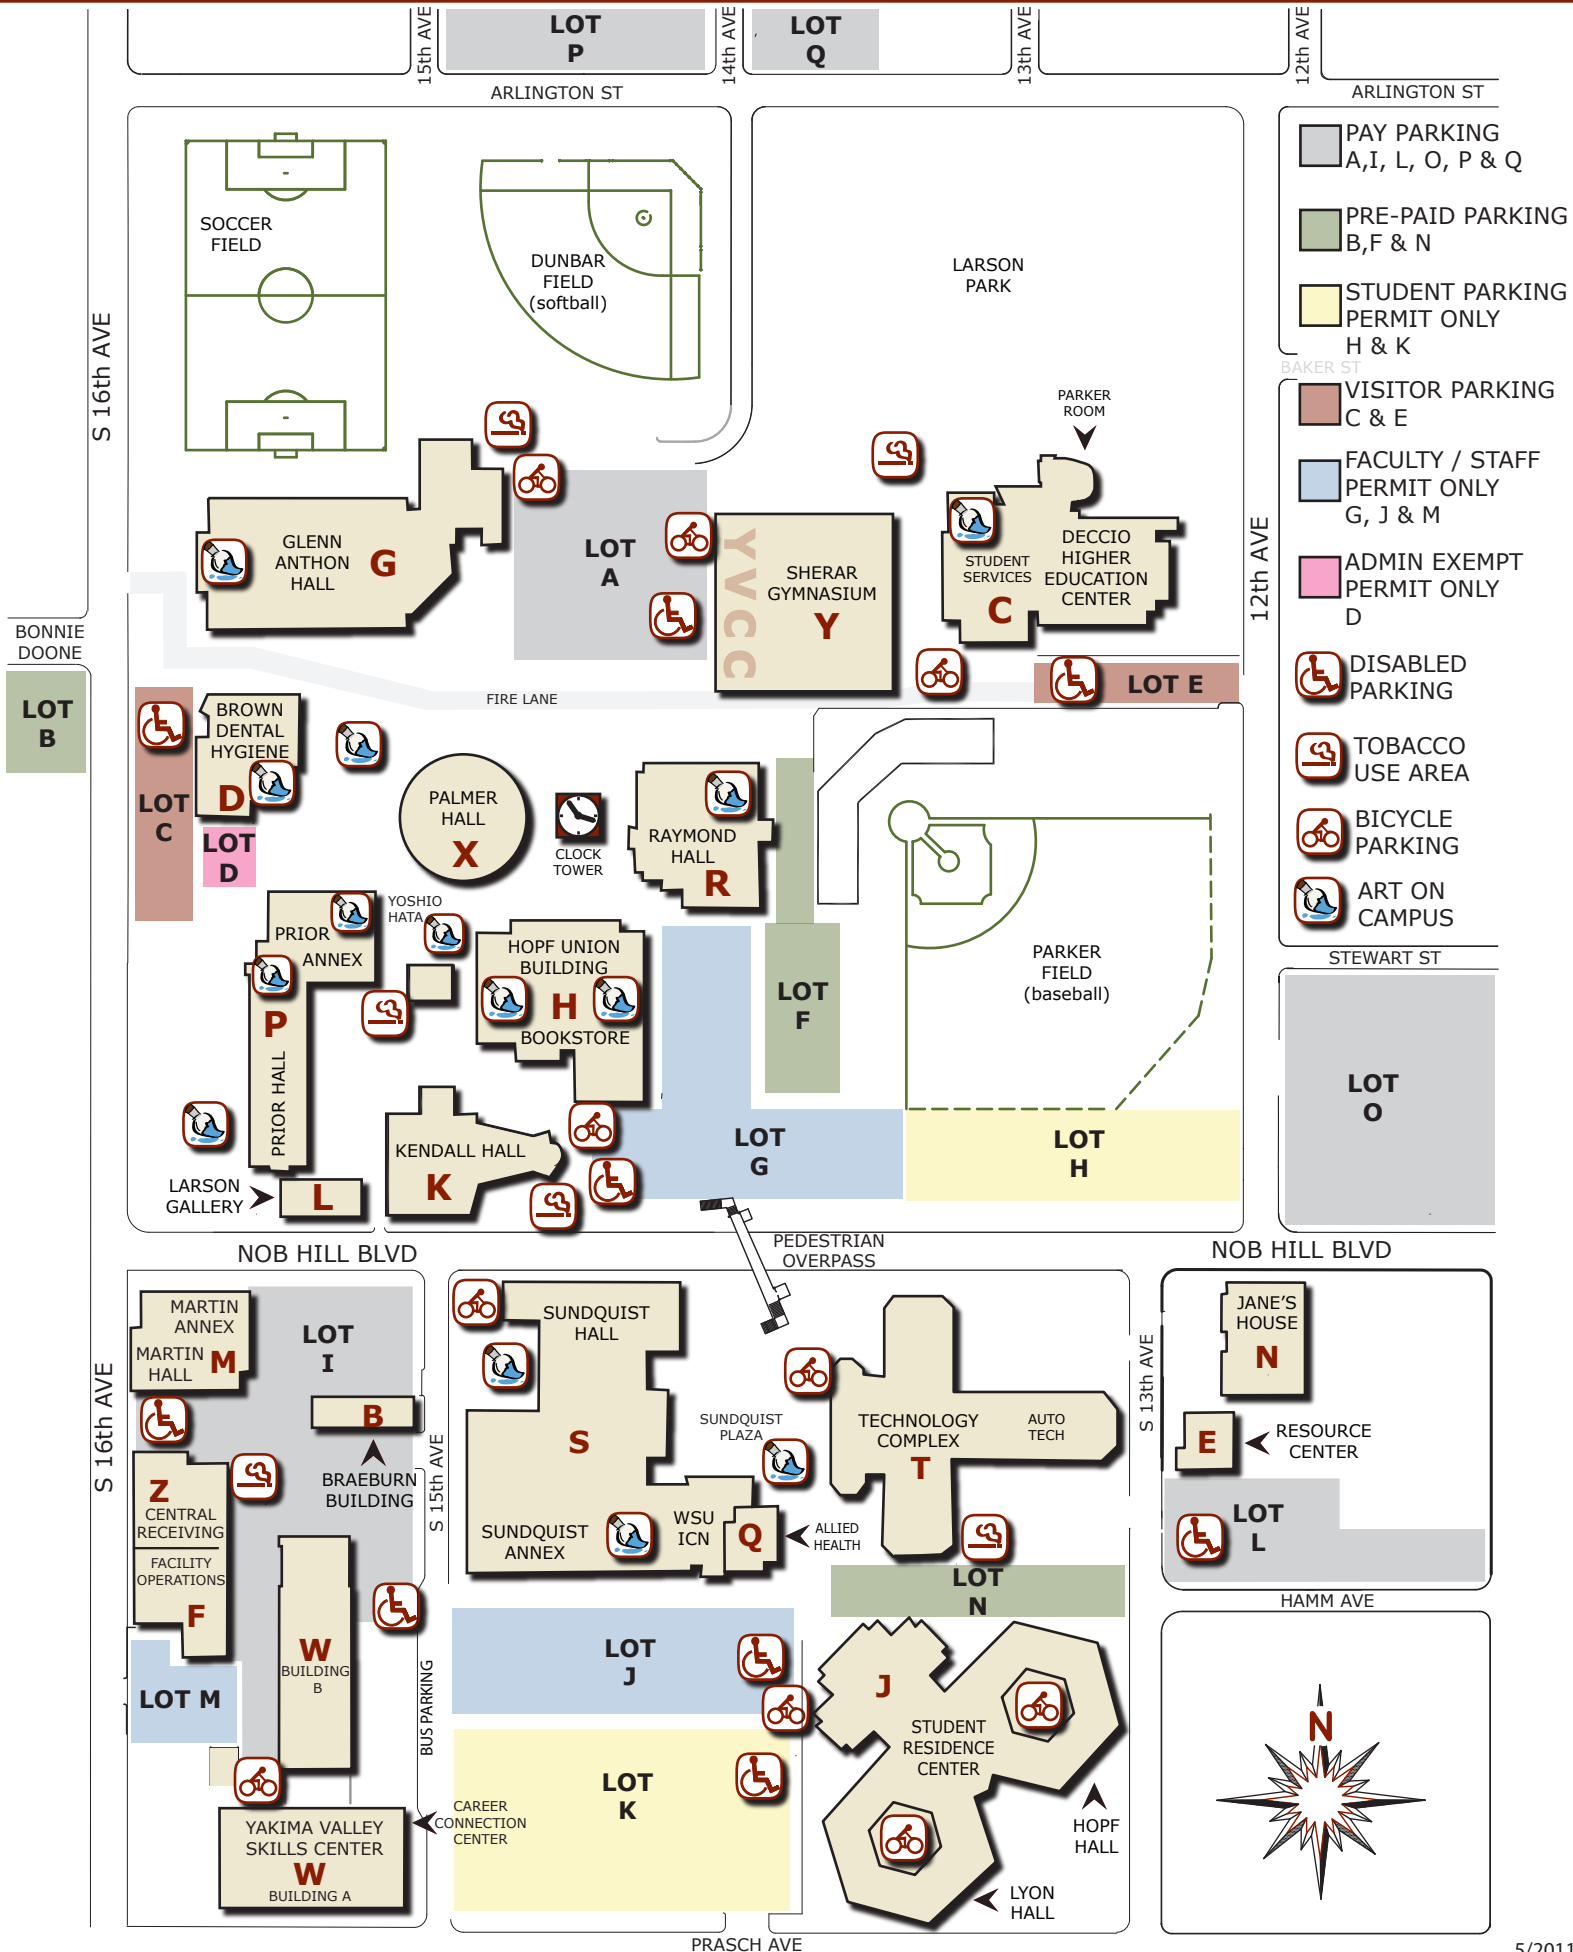 LOT
P
LOT
Q
15th AVE
14th AVE
13th AVE
12th AVE
ARLINGTON ST
ARLINGTON ST
PAY PARKING
A,I, L, O, P & Q
PRE-PAID PARKING
B,F & N
STUDENT PARKING
PERMIT ONLY
H & K
BAKER ST
VISITOR PARKING
C & E
FACULTY / STAFF
PERMIT ONLY
G, J & M
ADMIN EXEMPT
PERMIT ONLY
D
DISABLED
PARKING
TOBACCO
USE AREA
BICYCLE
PARKING
ART ON
CAMPUS
STEWART ST
SOCCER
FIELD
DUNBAR
FIELD
(softball)
LARSON
PARK
S 16th AVE
PARKER
ROOM
GLENN
ANTHON
HALL
G
LOT
A
YVCC
SHERAR
GYMNASIUM
Y
STUDENT
SERVICES
C
DECCIO
HIGHER
EDUCATION
CENTER
12th AVE
BONNIE
DOONE
LOT
B
FIRE LANE
LOT E
BROWN
DENTAL
HYGIENE
D
LOT
C
LOT
D
PALMER
HALL
X
CLOCK
TOWER
RAYMOND
HALL
R
YOSHIO
HATA
PRIOR
ANNEX
P
PRIOR HALL
HOPF UNION
BUILDING
H
BOOKSTORE
LOT
F
PARKER
FIELD
(baseball)
LOT
O
KENDALL HALL
K
LOT
G
LOT
H
LARSON
GALLERY
L
NOB HILL BLVD
PEDESTRIAN
OVERPASS
NOB HILL BLVD
MARTIN
ANNEX
MARTIN
HALL
M
LOT
I
B
BRAEBURN
BUILDING
S 16th AVE
S 15th AVE
SUNDQUIST
HALL
S
SUNDQUIST
PLAZA
SUNDQUIST
ANNEX
WSU
ICN
Q
ALLIED
HEALTH
TECHNOLOGY
COMPLEX
T
AUTO
TECH
S 13th AVE
JANE'S
HOUSE
N
E
RESOURCE
CENTER
LOT
L
HAMM AVE
Z
CENTRAL
RECEIVING
FACILITY
OPERATIONS
F
LOT M
W
BUILDING
B
BUS PARKING
LOT
N
LOT
J
J
STUDENT
RESIDENCE
CENTER
LOT
K
HOPF
HALL
LYON
HALL
CAREER
CONNECTION
CENTER
YAKIMA VALLEY
SKILLS CENTER
W
BUILDING A
N
PRASCH AVE
5/2011